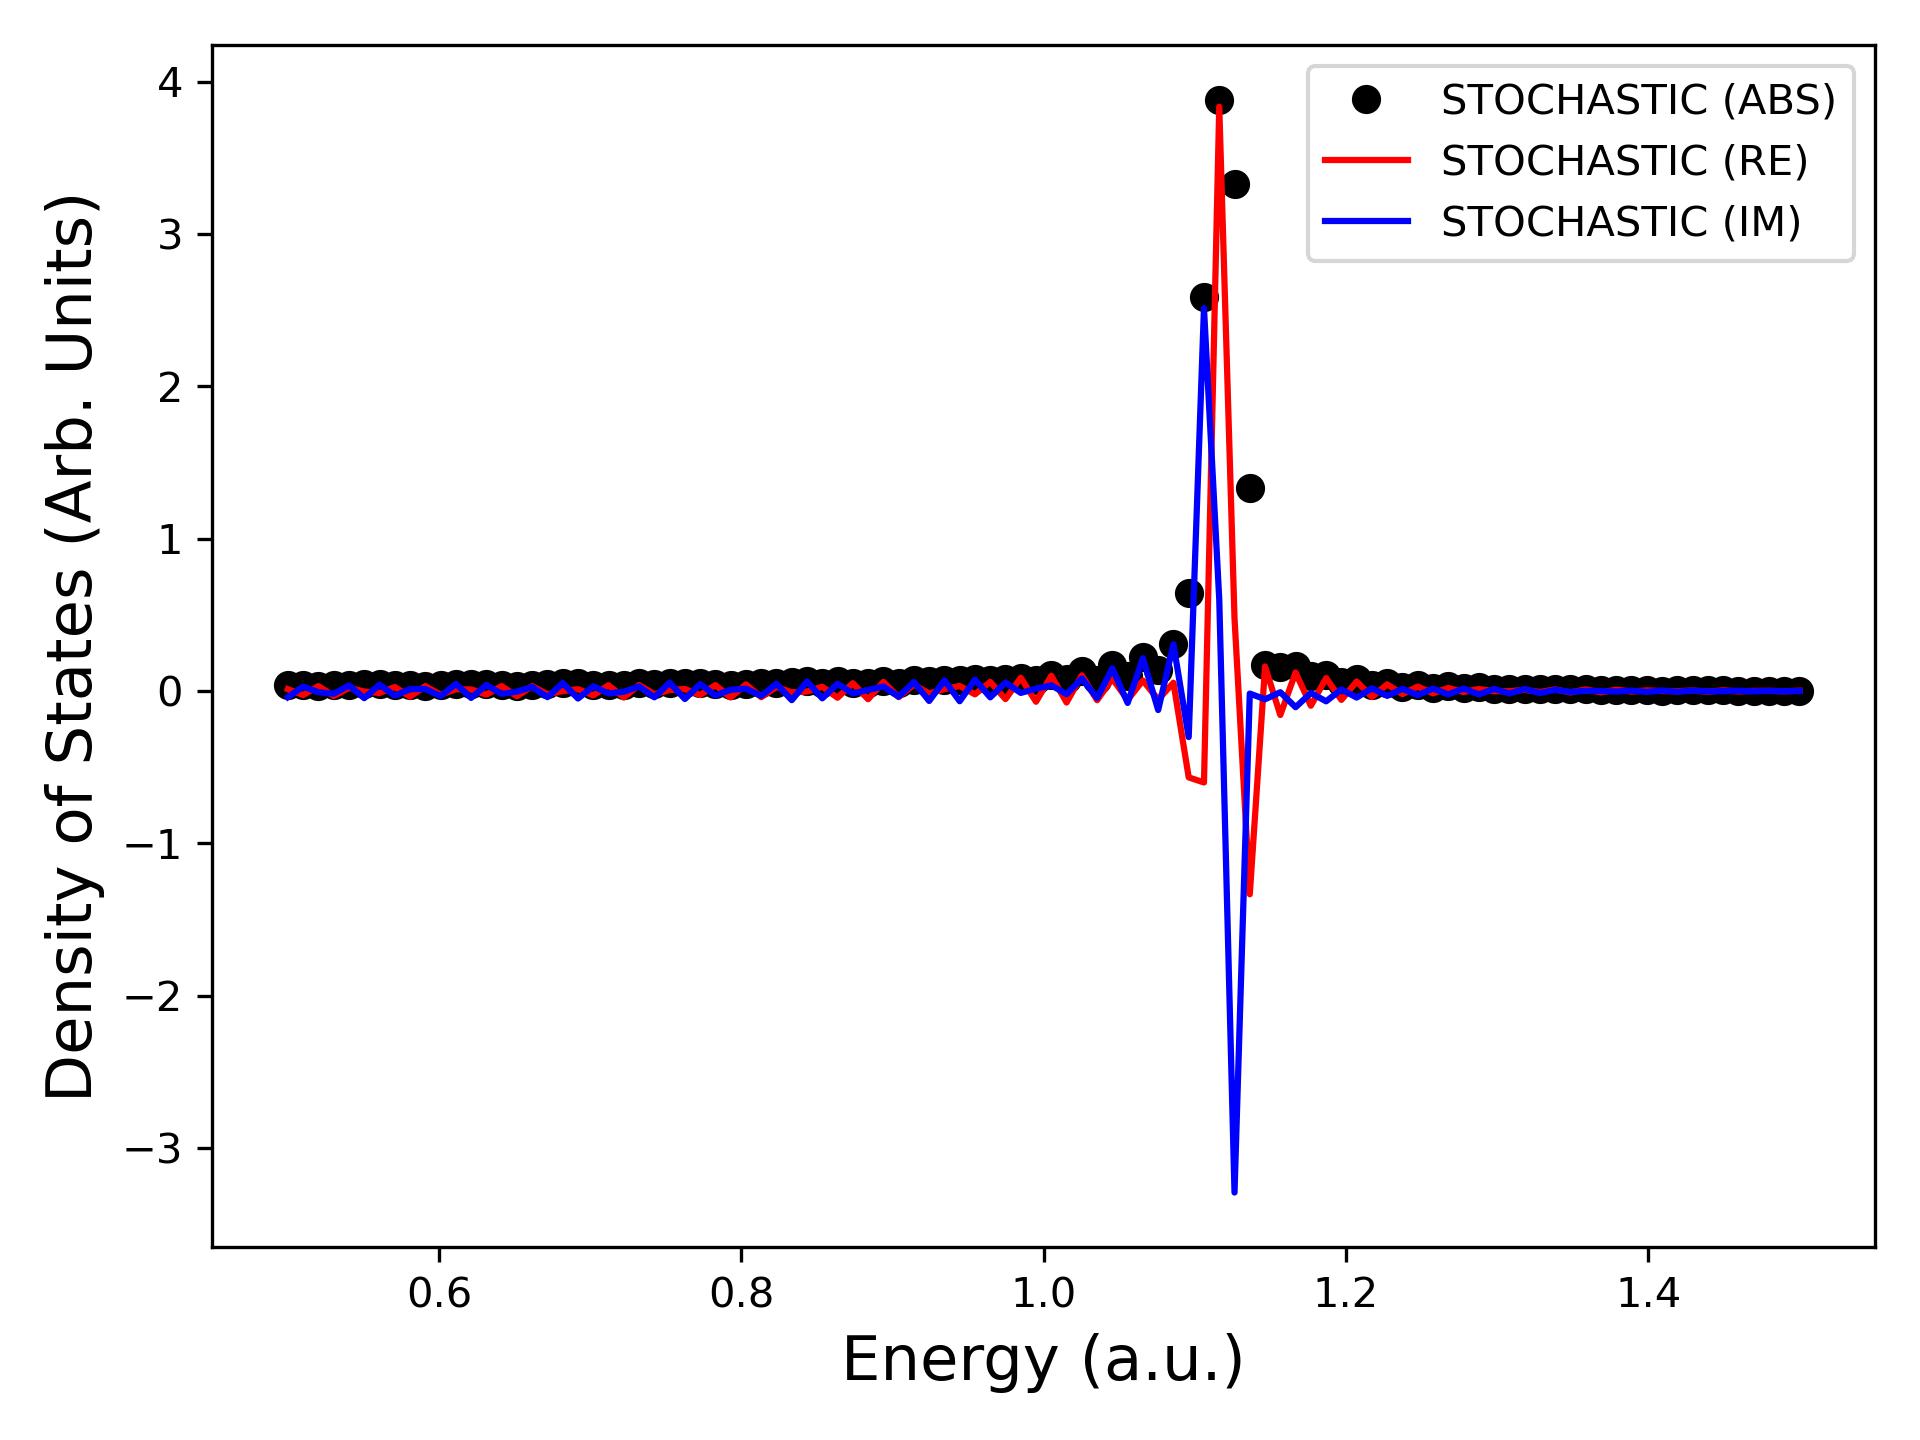 STOCHASTIC (ABS)
STOCHASTIC (RE)
STOCHASTIC (IM)
Density of States (Arb. Units)
4
3
2
1
0
−1
−2
−3
0.6 0.8 1.0 1.2 1.4
Energy (a.u.)